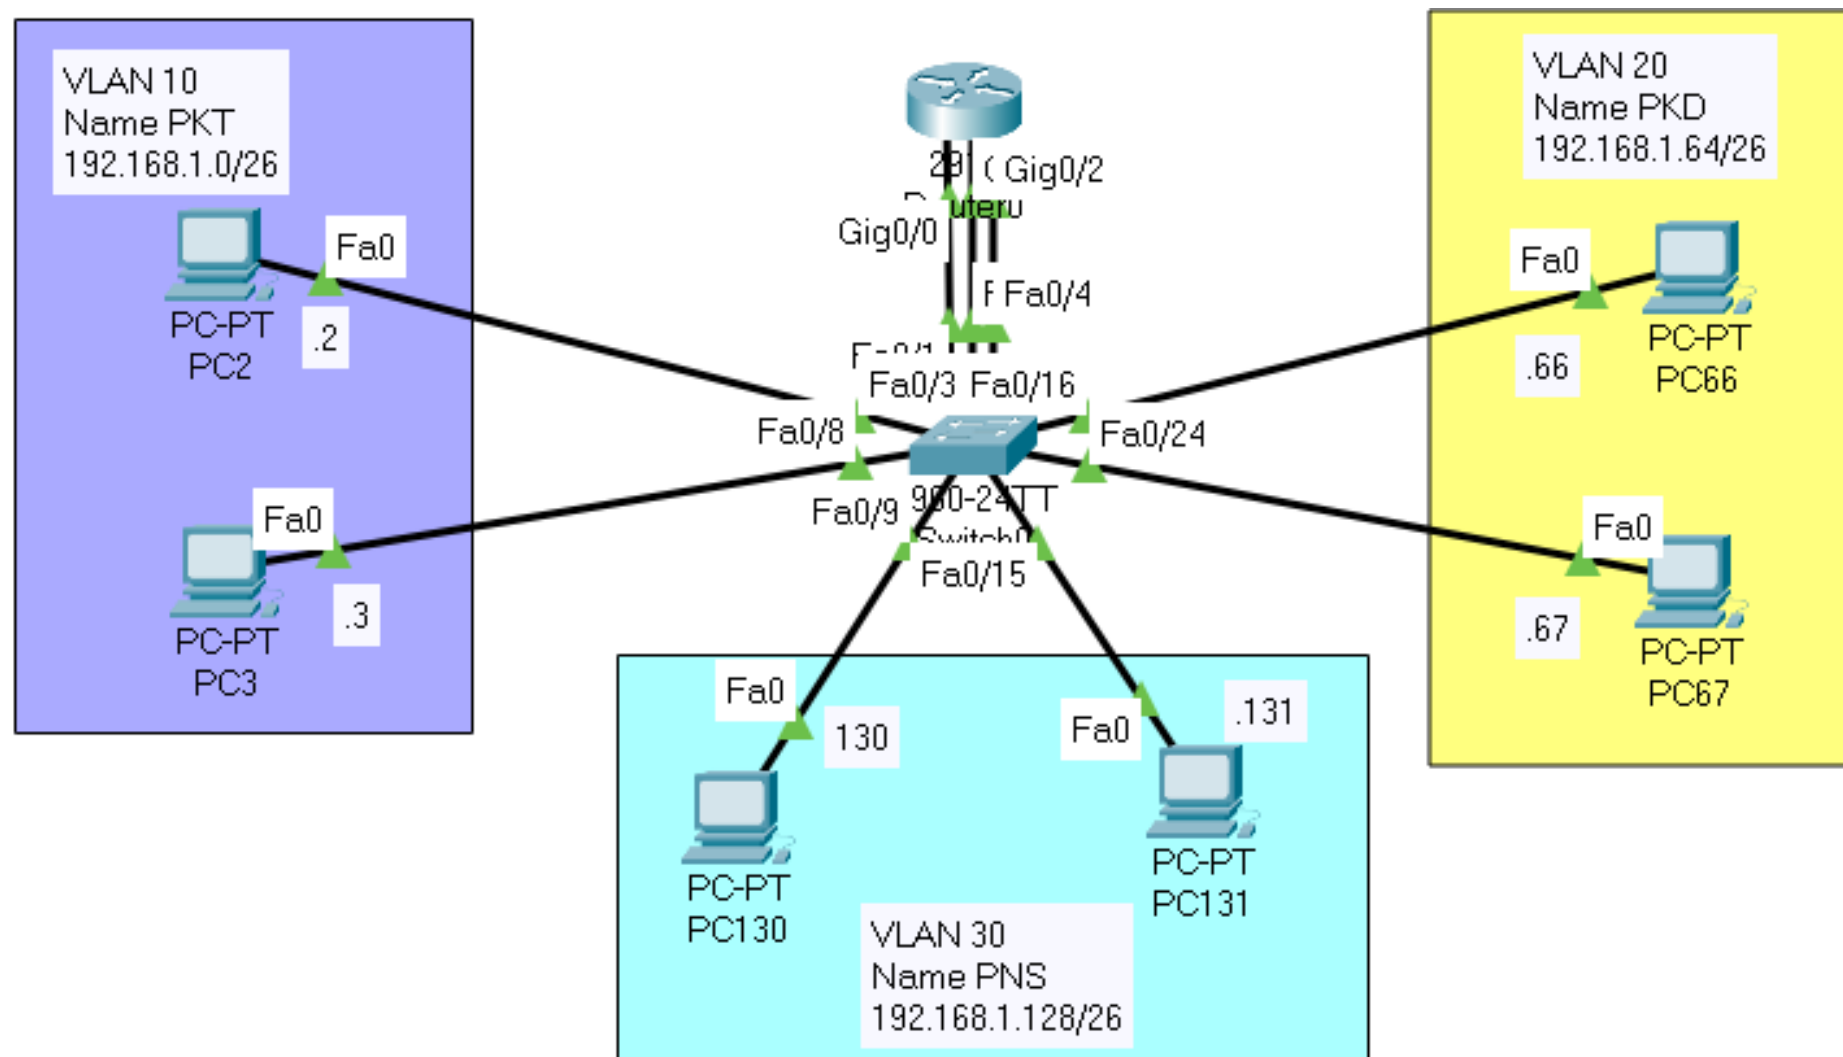 VLAN 10
Name PKT
192.168.1.0/26
VLAN 20
Name PKD
192.168.1.64/26
Gig0/2
Gig0/0
Fa0
PC-PT
PC2
.2
Fa0/4
Fa0
.66
PC-PT
PC66
Fa0/3
Fa0/16
Fa0/8
Fa0/24
Fa0/9
Fa0/15
Fa0
.3
PC-PT
PC3
Fa0
.67
PC-PT
PC67
Fa0
130
PC-PT
PC130
Fa0
.131
PC-PT
PC131
VLAN 30
Name PNS
192.168.1.128/26